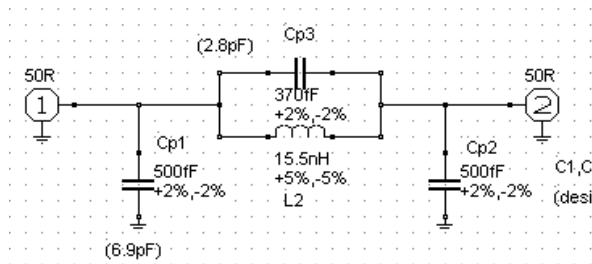 Cp3
(2.8pF)
50R
50R
1
2
370fF
+2%,-2%
Cp1
500fF
+2%,-2%
15.5nH
+5%,-5%
L2
Cp2
500fF
+2%,-2%
C1,C
(desi
(6.9pF)